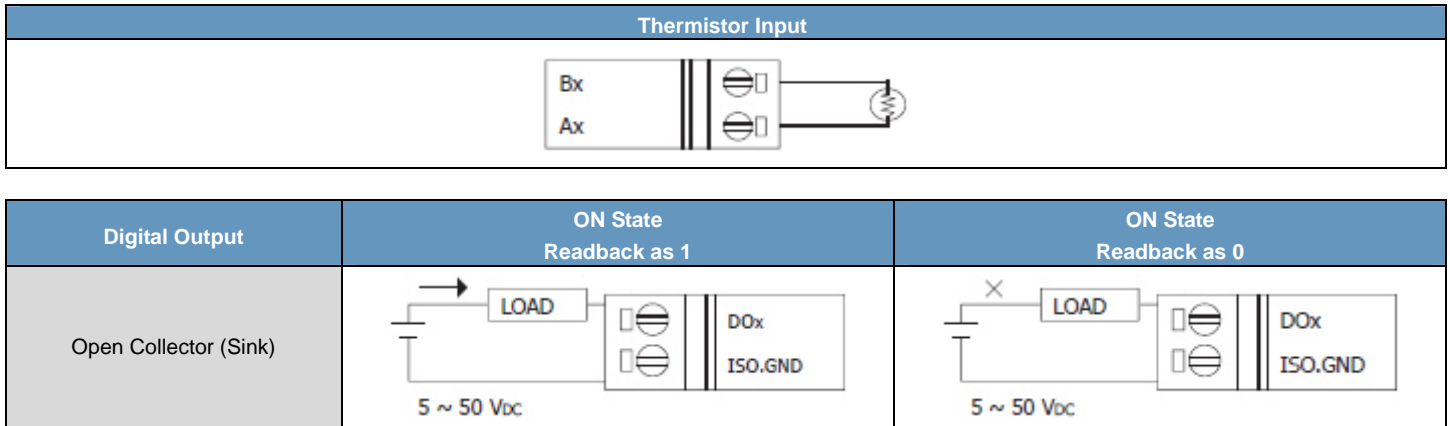 Thermistor Input
Bx
Ax
Digital Output
ON State
Readback as 1
ON State
Readback as 0
Open Collector (Sink)
LOAD
DOx
ISO.GND
5 ~ 50 VDC
LOAD
DOx
ISO.GND
5 ~ 50 VDC